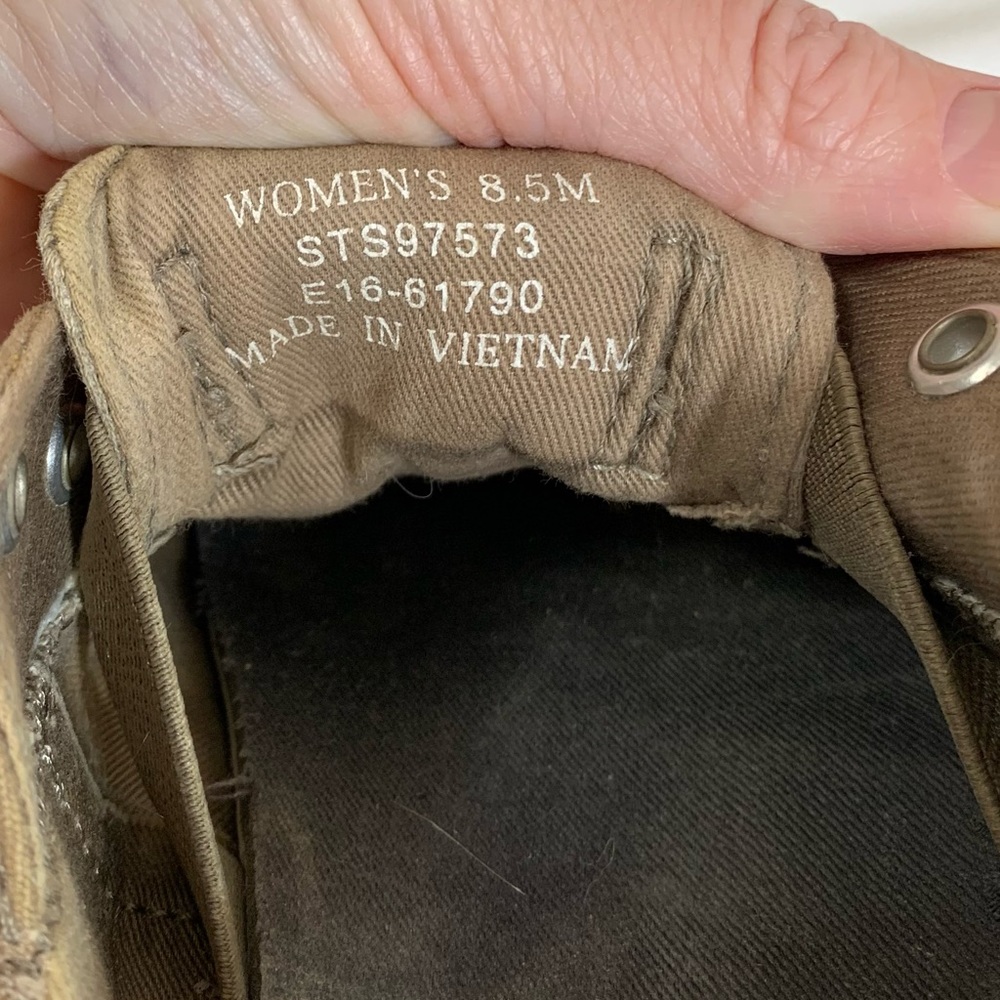 WOMEN'S 8.5M
STS97573
E16-61790
MADE IN VIETNAM